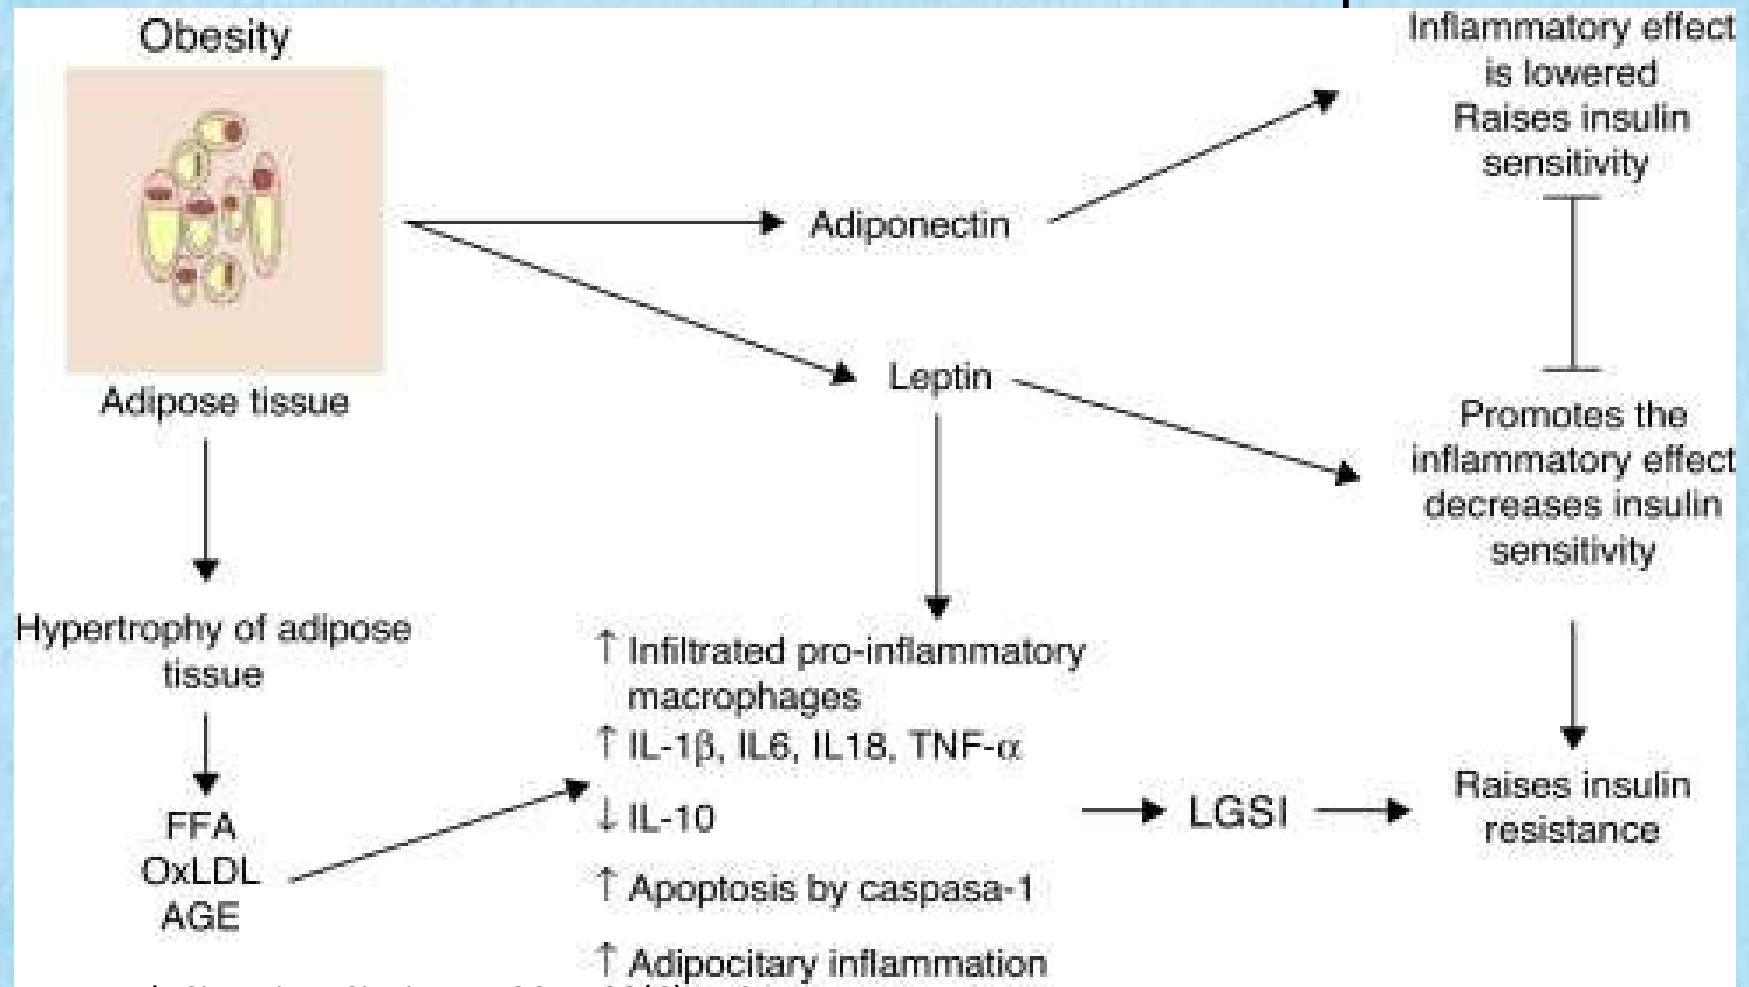 Obesity
Adipose tissue
Hypertrophy of adipose
tissue
FFA
OxLDL
AGE
Adiponectin
Leptin
↑ Infiltrated pro-inflammatory
macrophages
↑ IL-1β, IL6, IL18, TNF-α
↓ IL-10
↑ Apoptosis by caspasa-1
↑ Adipocitary inflammation
LGSI
Inflammatory effect
is lowered
Raises insulin
sensitivity
Promotes the
inflammatory effect
decreases insulin
sensitivity
Raises insulin
resistance